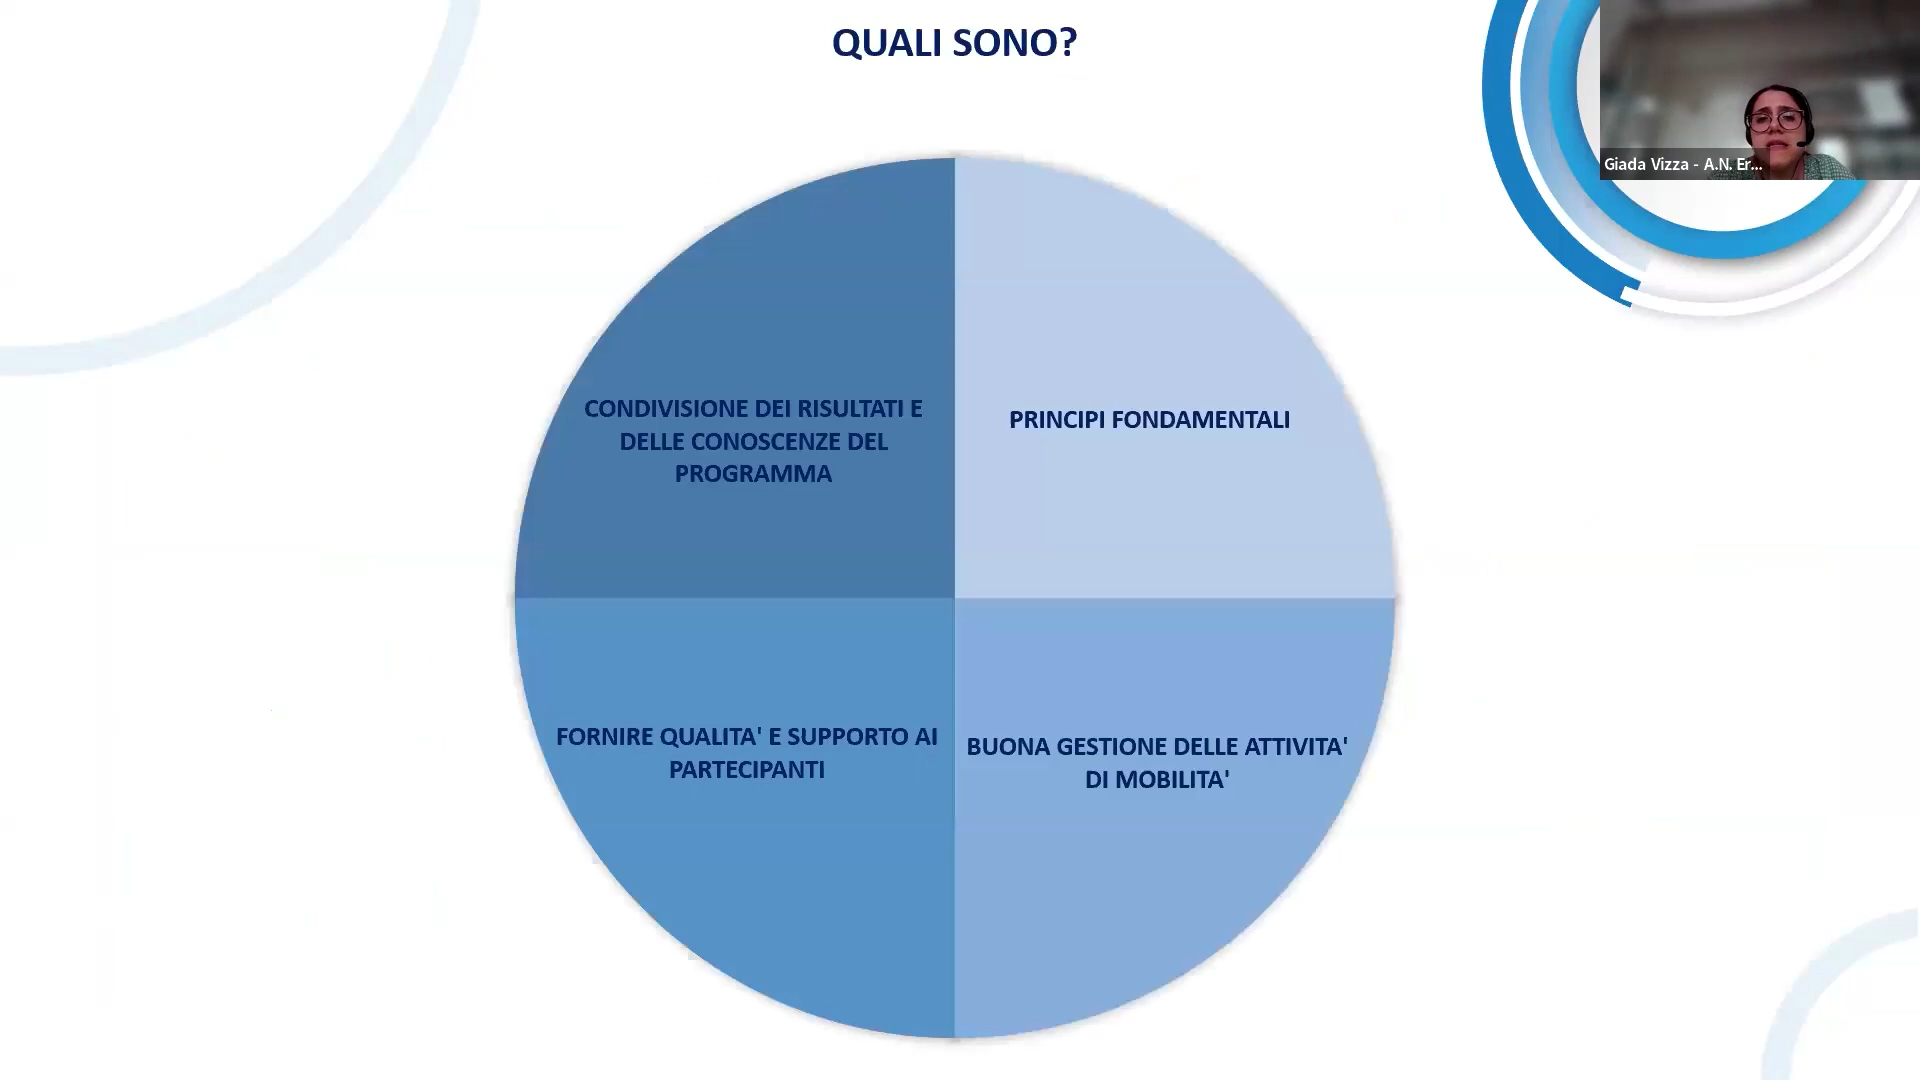 QUALI SONO?
Giada Vizza - A.N. Er...
CONDIVISIONE DEI RISULTATI E
DELLE CONOSCENZE DEL
PROGRAMMA
PRINCIPI FONDAMENTALI
FORNIRE QUALITA' E SUPPORTO AI
PARTECIPANTI
BUONA GESTIONE DELLE ATTIVITA'
DI MOBILITA'